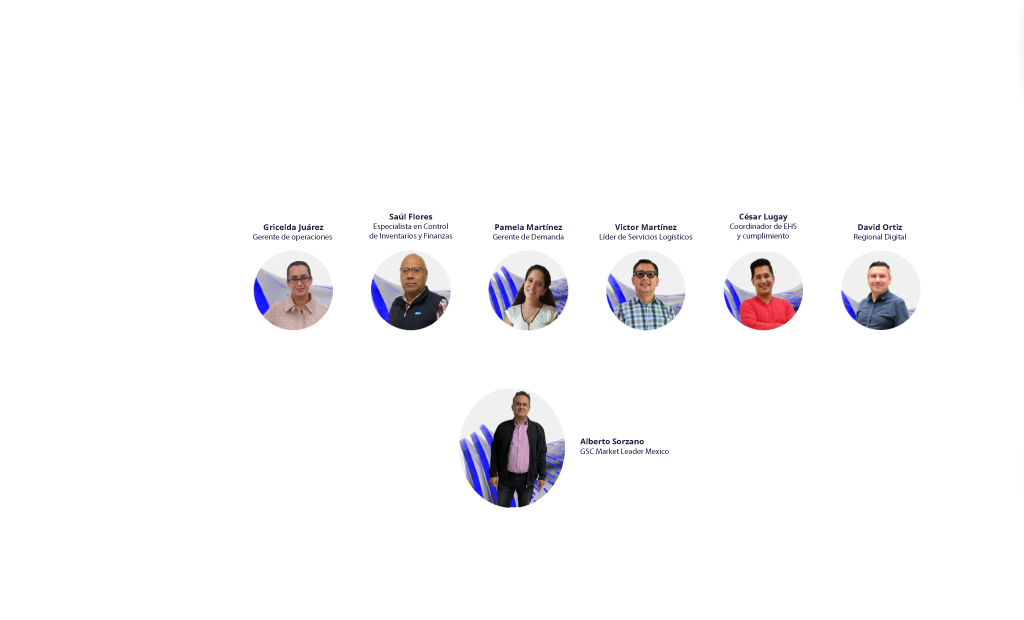 Gricelda Juárez
Gerente de operaciones
Saúl Flores
Especialista en Control
de Inventarios y Finanzas
Pamela Martínez
Gerente de Demanda
Victor Martínez
Líder de Servicios Logísticos
César Lugay
Coordinador de EHS
y cumplimiento
David Ortiz
Regional Digital
Alberto Sorzano
GSC Market Leader Mexico